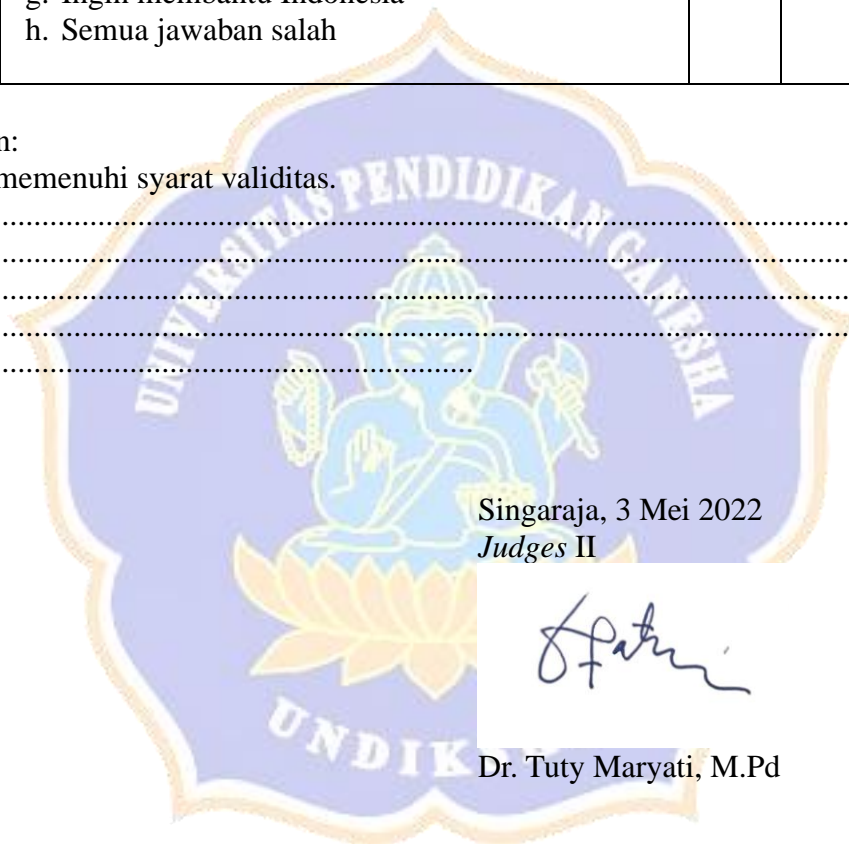 g. Ingin membantu Indonesia
h. Semua jawaban salah
n:
memenuhi syarat validitas.
................................................................................
................................................................................
................................................................................
................................................................................
.............................................
UNIVERSITAS PENDIDIKAN GANESHA
Singaraja, 3 Mei 2022
Judges II
UNDIK
Dr. Tuty Maryati, M.Pd